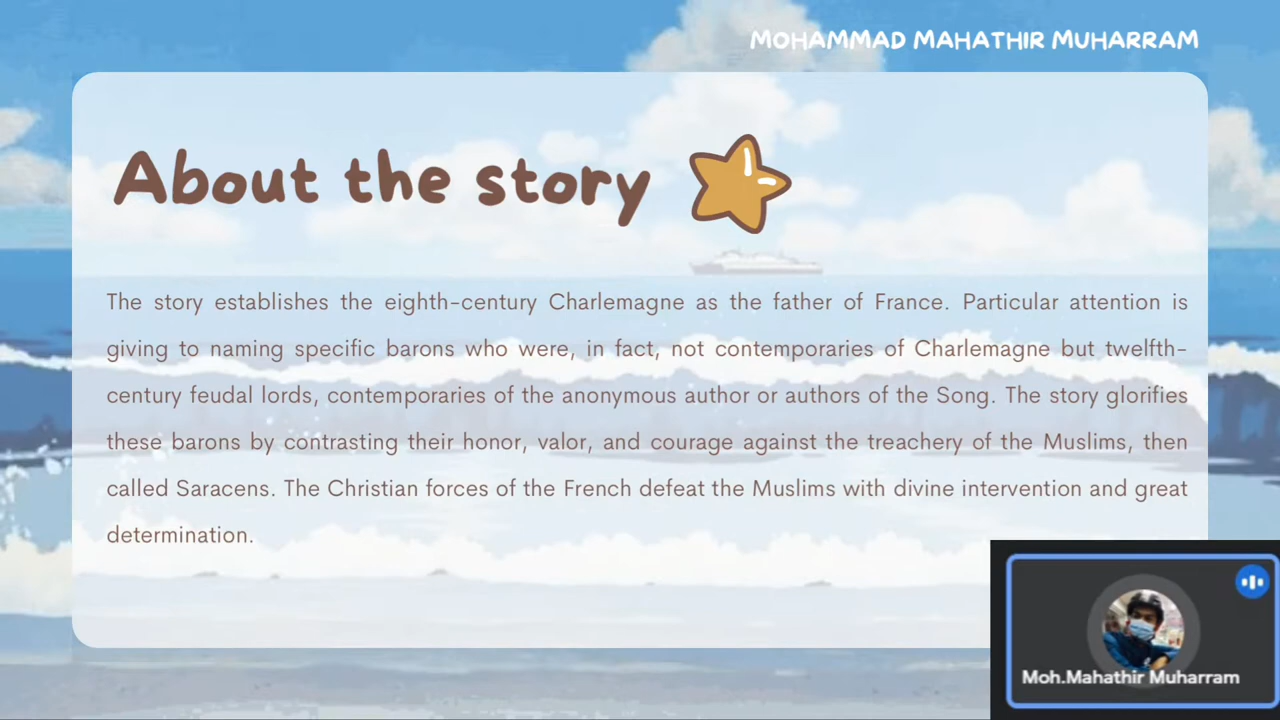 MOHAMMAD MAHATHIR MUHARRAM
About the story
The story establishes the eighth-century Charlemagne as the father of France. Particular attention is
giving to naming specific barons who were, in fact, not contemporaries of Charlemagne but twelfth-
century feudal lords, contemporaries of the anonymous author or authors of the Song. The story glorifies
these barons by contrasting their honor, valor, and courage against the treachery of the Muslims, then
called Saracens. The Christian forces of the French defeat the Muslims with divine intervention and great
determination.
Moh.Mahathir Muharram